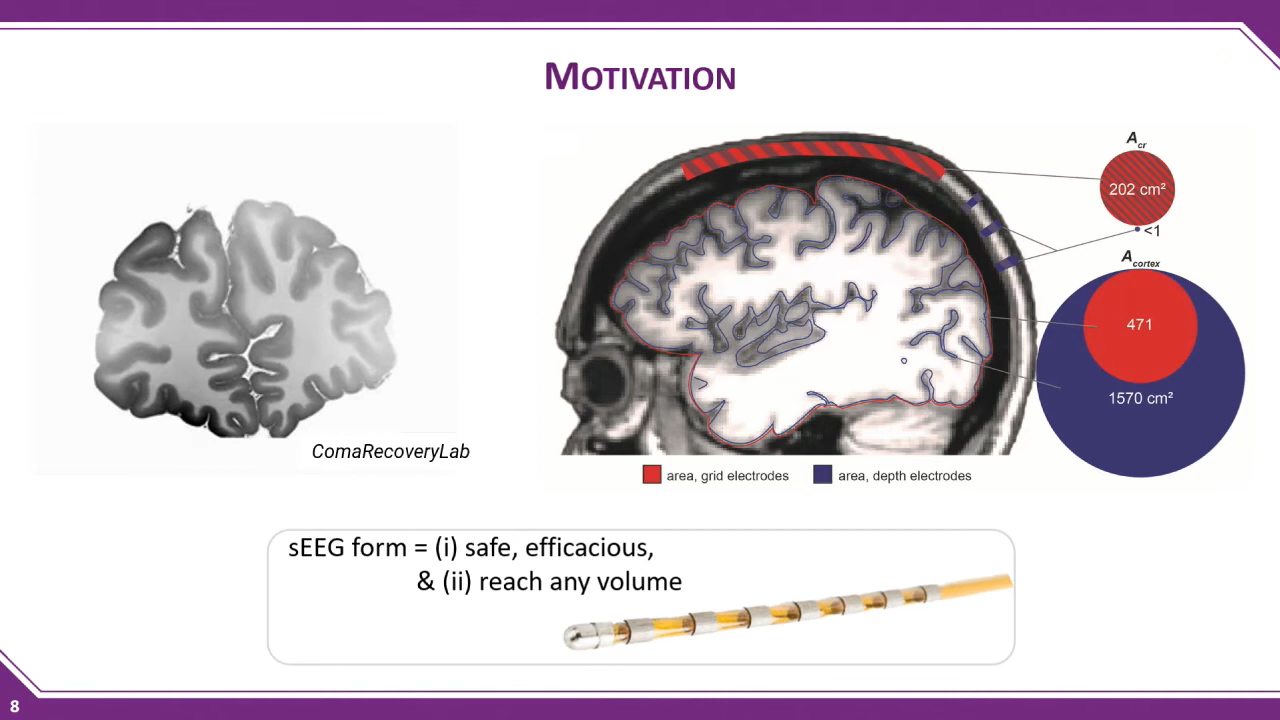 MOTIVATION
ComaRecoveryLab
Acr
202 cm²
<1
Acortex
471
1570 cm²
area, grid electrodes
area, depth electrodes
sEEG form = (i) safe, efficacious,
& (ii) reach any volume
8